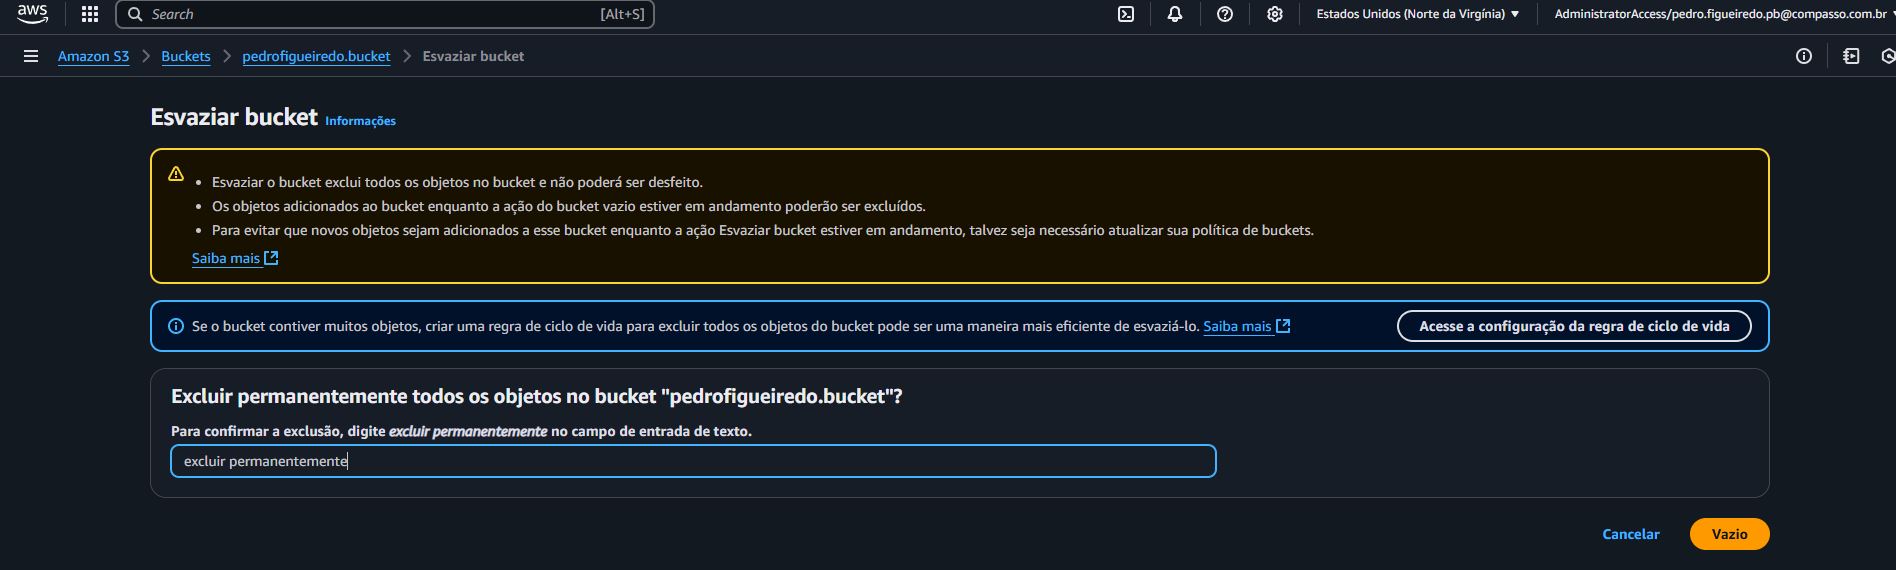 aws
Search [Alt+S]
Estados Unidos (Norte da Virgínia)
AdministratorAccess/pedro.figueiredo.pb@compasso.com.br
Amazon S3 > Buckets > pedrofigueiredo.bucket > Esvaziar bucket
Esvaziar bucket Informações
• Esvaziar o bucket exclui todos os objetos no bucket e não poderá ser desfeito.
• Os objetos adicionados ao bucket enquanto a ação do bucket vazio estiver em andamento poderão ser excluídos.
• Para evitar que novos objetos sejam adicionados a esse bucket enquanto a ação Esvaziar bucket estiver em andamento, talvez seja necessário atualizar sua política de buckets.
Saiba mais
Se o bucket contiver muitos objetos, criar uma regra de ciclo de vida para excluir todos os objetos do bucket pode ser uma maneira mais eficiente de esvaziá-lo. Saiba mais
Acesse a configuração da regra de ciclo de vida
Excluir permanentemente todos os objetos no bucket "pedrofigueiredo.bucket"?
Para confirmar a exclusão, digite excluir permanentemente no campo de entrada de texto.
excluir permanentemente
Cancelar
Vazio